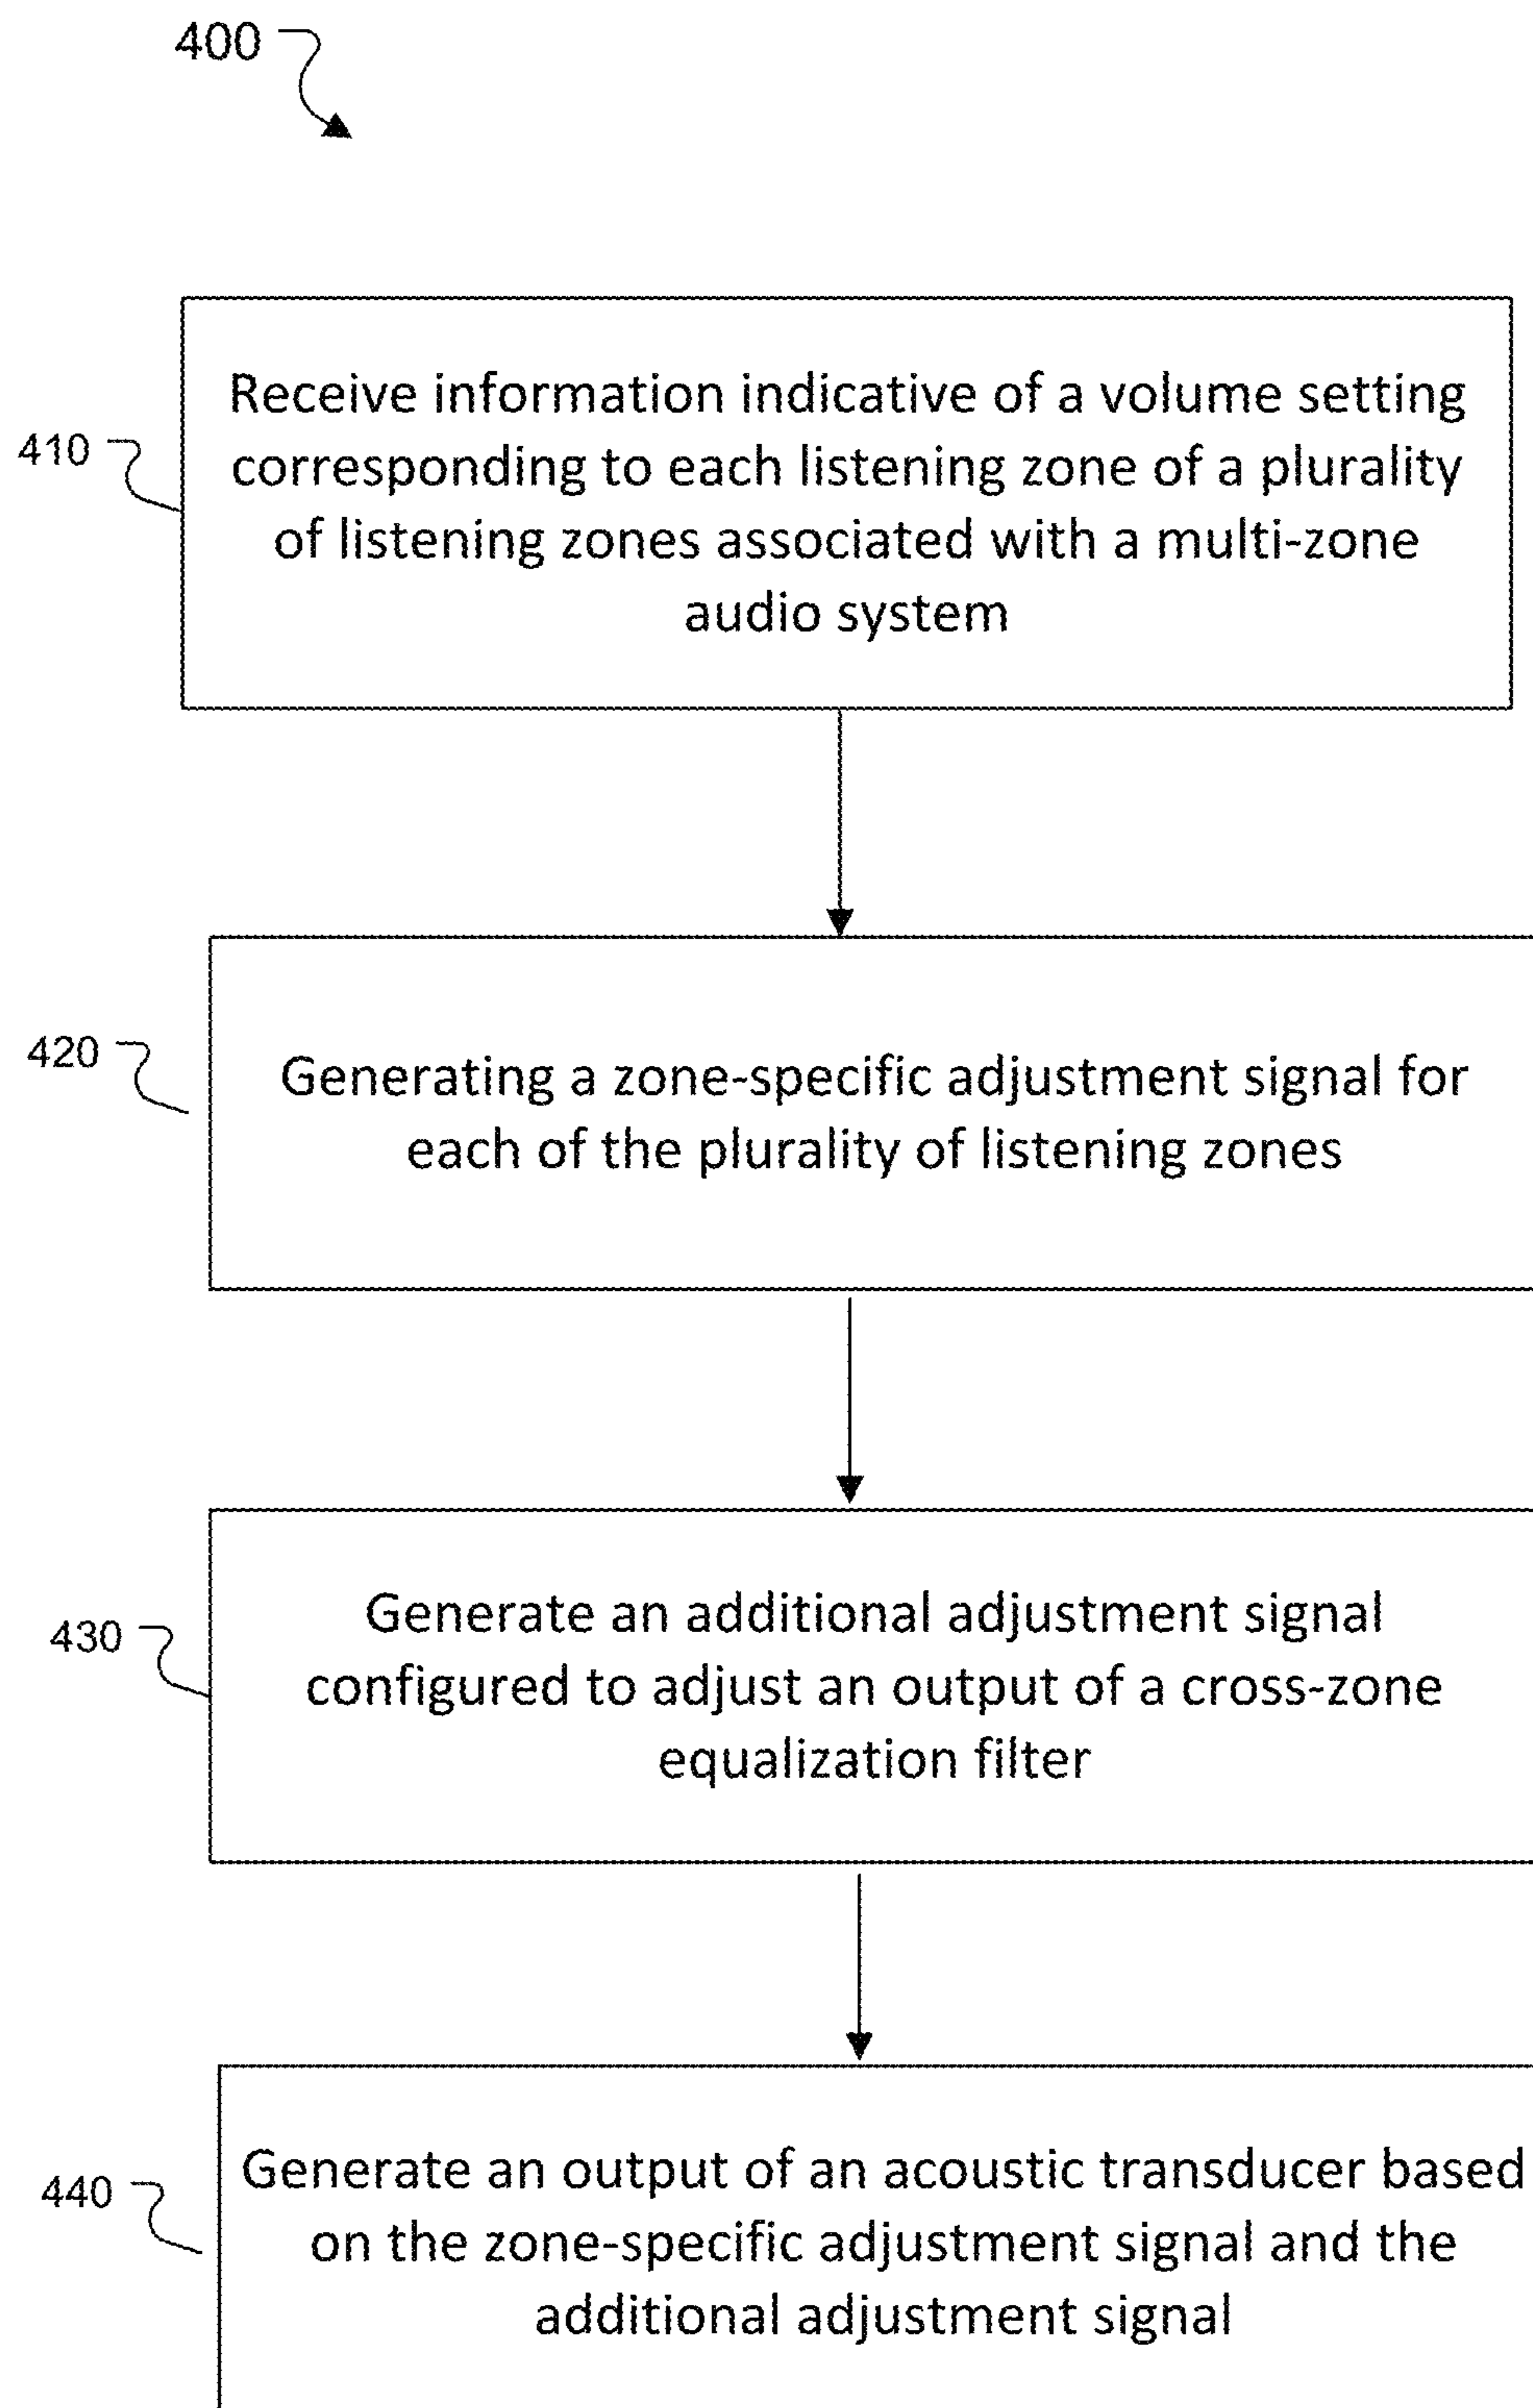 400
410
Receive information indicative of a volume setting
corresponding to each listening zone of a plurality
of listening zones associated with a multi-zone
audio system
420
Generating a zone-specific adjustment signal for
each of the plurality of listening zones
430
Generate an additional adjustment signal
configured to adjust an output of a cross-zone
equalization filter
440
Generate an output of an acoustic transducer based
on the zone-specific adjustment signal and the
additional adjustment signal